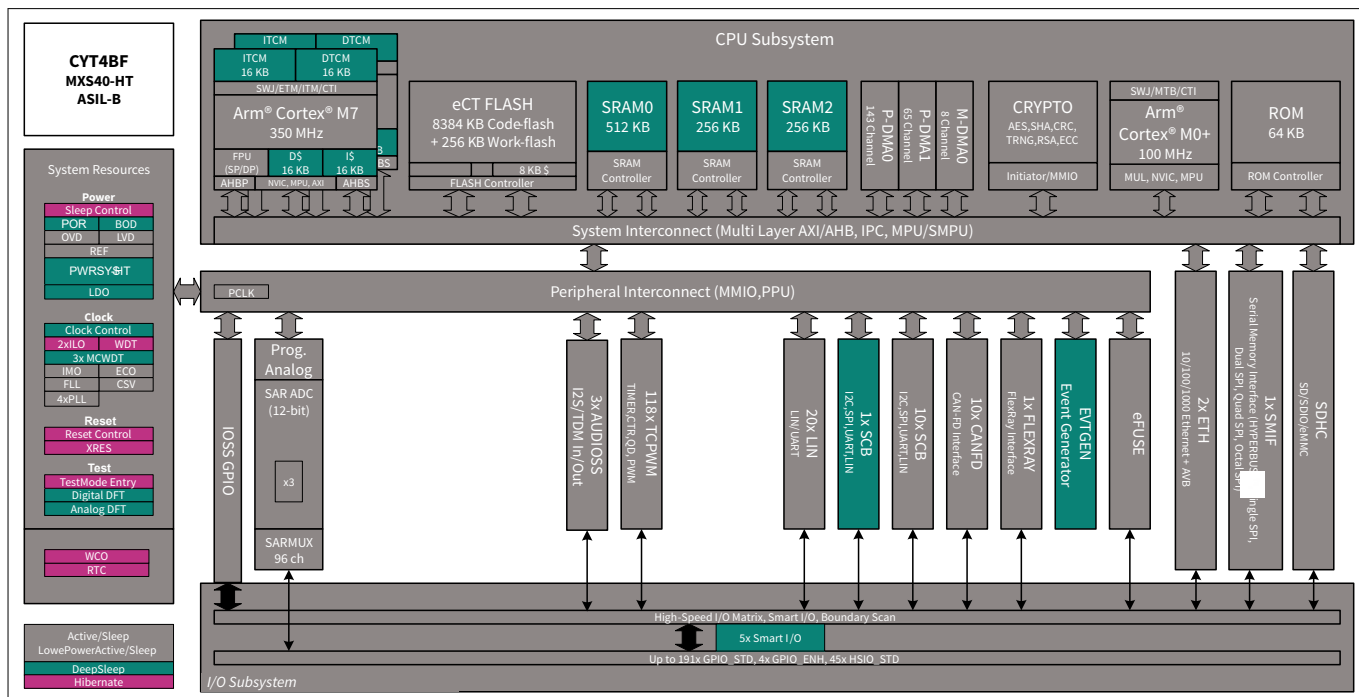 CYT4BF
MXS40-HT
ASIL-B
System Resources
Power
Sleep Control
POR
BOD
OVD
LVD
REF
PWRSYS-HT
LDO
Clock
Clock Control
2xILO
WDT
3x MCWDT
IMO
ECO
FLL
CSV
4xPLL
Reset
Reset Control
XRES
Test
TestMode Entry
Digital DFT
Analog DFT
WCO
RTC
Active/Sleep
LowePowerActive/Sleep
DeepSleep
Hibernate
CPU Subsystem
ITCM
DTCM
ITCM
16 KB
DTCM
16 KB
SWJ/ETM/ITM/CTI
Arm® Cortex® M7
350 MHz
FPU
(SP/DP)
D$
16 KB
I$
16 KB
AHBP
NVIC, MPU, AXI
AHBS
eCT FLASH
8384 KB Code-flash
+ 256 KB Work-flash
8 KB $
FLASH Controller
SRAM0
512 KB
SRAM
Controller
SRAM1
256 KB
SRAM
Controller
SRAM2
256 KB
SRAM
Controller
P-DMA0
143 Channel
P-DMA1
65 Channel
M-DMA0
8 Channel
CRYPTO
AES,SHA,CRC,
TRNG,RSA,ECC
Initiator/MMIO
SWJ/MTB/CTI
Arm®
Cortex® M0+
100 MHz
MUL, NVIC, MPU
ROM
64 KB
ROM Controller
System Interconnect (Multi Layer AXI/AHB, IPC, MPU/SMPU)
PCLK
Peripheral Interconnect (MMIO,PPU)
IOSS GPIO
Prog.
Analog
SAR ADC
(12-bit)
x3
SARMUX
96 ch
3x AUDIOSS
I2S/TDM In/Out
118x TCPWM
TIMER,CTR,QD, PWM
20x LIN
LIN/UART
1x SCB
I2C,SPI,UART,LIN
10x SCB
I2C,SPI,UART,LIN
10x CANFD
CAN-FD Interface
1x FLEXRAY
FlexRay Interface
EVTGEN
Event Generator
eFUSE
2x ETH
10/100/1000 Ethernet + AVB
1x SMIF
Serial Memory Interface (HYPERBUS ingle SPI,
Dual SPI, Quad SPI, Octal SPI)
SDHC
SD/SDIO/eMMC
High-Speed I/O Matrix, Smart I/O, Boundary Scan
5x Smart I/O
Up to 191x GPIO_STD, 4x GPIO_ENH, 45x HSIO_STD
I/O Subsystem